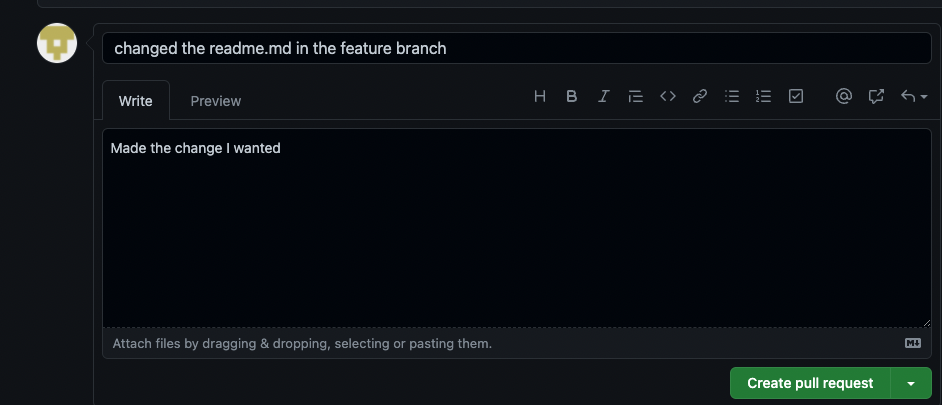 changed the readme.md in the feature branch
Write Preview
Made the change I wanted
Attach files by dragging & dropping, selecting or pasting them.
Create pull request